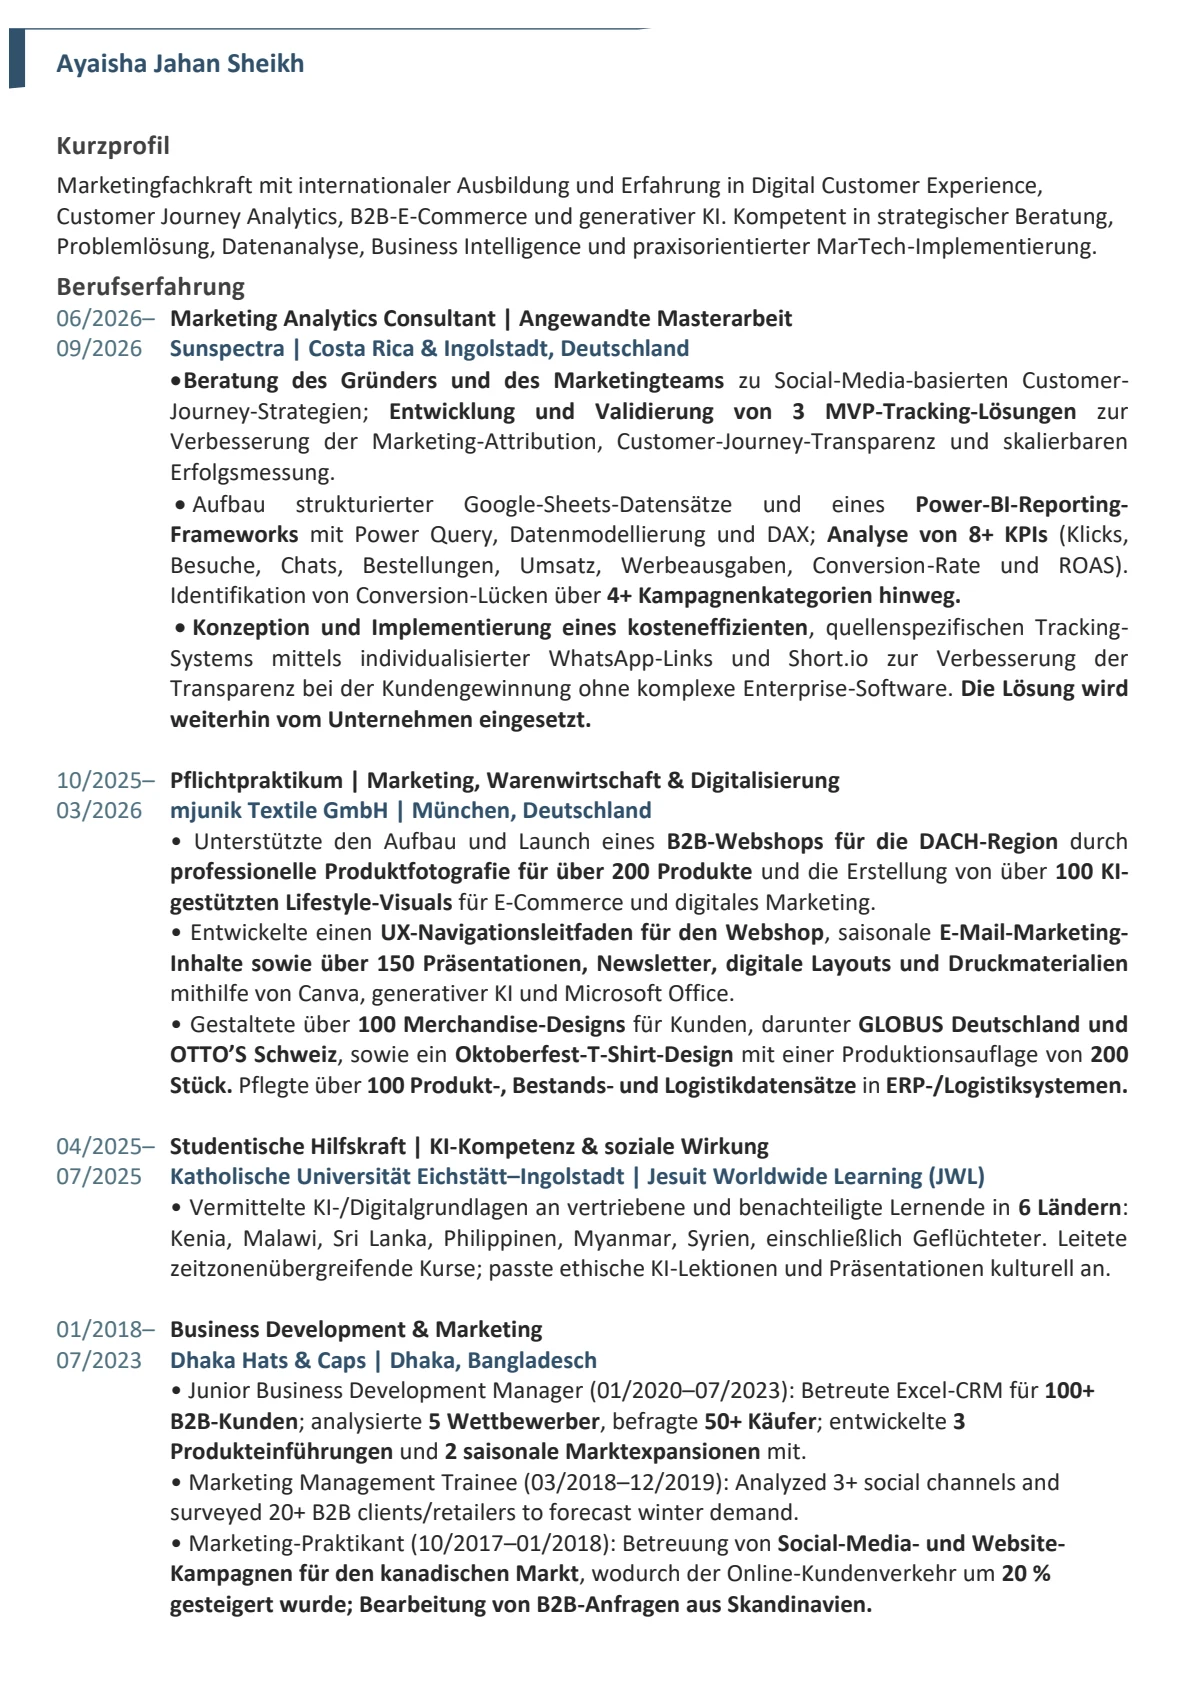 Ayaisha Jahan Sheikh
Kurzprofil
Marketingfachkraft mit internationaler Ausbildung und Erfahrung in Digital Customer Experience,
Customer Journey Analytics, B2B-E-Commerce und generativer KI. Kompetent in strategischer Beratung,
Problemlösung, Datenanalyse, Business Intelligence und praxisorientierter MarTech-Implementierung.
Berufserfahrung
06/2026– Marketing Analytics Consultant | Angewandte Masterarbeit
09/2026 Sunspectra | Costa Rica & Ingolstadt, Deutschland
•Beratung des Gründers und des Marketingteams zu Social-Media-basierten Customer-
Journey-Strategien; Entwicklung und Validierung von 3 MVP-Tracking-Lösungen zur
Verbesserung der Marketing-Attribution, Customer-Journey-Transparenz und skalierbaren
Erfolgsmessung.
• Aufbau strukturierter Google-Sheets-Datensätze und eines Power-BI-Reporting-
Frameworks mit Power Query, Datenmodellierung und DAX; Analyse von 8+ KPIs (Klicks,
Besuche, Chats, Bestellungen, Umsatz, Werbeausgaben, Conversion-Rate und ROAS).
Identifikation von Conversion-Lücken über 4+ Kampagnenkategorien hinweg.
• Konzeption und Implementierung eines kosteneffizienten, quellenspezifischen Tracking-
Systems mittels individualisierter WhatsApp-Links und Short.io zur Verbesserung der
Transparenz bei der Kundengewinnung ohne komplexe Enterprise-Software. Die Lösung wird
weiterhin vom Unternehmen eingesetzt.
10/2025– Pflichtpraktikum | Marketing, Warenwirtschaft & Digitalisierung
03/2026 mjunik Textile GmbH | München, Deutschland
• Unterstützte den Aufbau und Launch eines B2B-Webshops für die DACH-Region durch
professionelle Produktfotografie für über 200 Produkte und die Erstellung von über 100 KI-
gestützten Lifestyle-Visuals für E-Commerce und digitales Marketing.
• Entwickelte einen UX-Navigationsleitfaden für den Webshop, saisonale E-Mail-Marketing-
Inhalte sowie über 150 Präsentationen, Newsletter, digitale Layouts und Druckmaterialien
mithilfe von Canva, generativer KI und Microsoft Office.
• Gestaltete über 100 Merchandise-Designs für Kunden, darunter GLOBUS Deutschland und
OTTO’S Schweiz, sowie ein Oktoberfest-T-Shirt-Design mit einer Produktionsauflage von 200
Stück. Pflegte über 100 Produkt-, Bestands- und Logistikdatensätze in ERP-/Logistiksystemen.
04/2025– Studentische Hilfskraft | KI-Kompetenz & soziale Wirkung
07/2025 Katholische Universität Eichstätt–Ingolstadt | Jesuit Worldwide Learning (JWL)
• Vermittelte KI-/Digitalgrundlagen an vertriebene und benachteiligte Lernende in 6 Ländern:
Kenia, Malawi, Sri Lanka, Philippinen, Myanmar, Syrien, einschließlich Geflüchteter. Leitete
zeitzonenübergreifende Kurse; passte ethische KI-Lektionen und Präsentationen kulturell an.
01/2018– Business Development & Marketing
07/2023 Dhaka Hats & Caps | Dhaka, Bangladesch
• Junior Business Development Manager (01/2020–07/2023): Betreute Excel-CRM für 100+
B2B-Kunden; analysierte 5 Wettbewerber, befragte 50+ Käufer; entwickelte 3
Produkteinführungen und 2 saisonale Marktexpansionen mit.
• Marketing Management Trainee (03/2018–12/2019): Analyzed 3+ social channels and
surveyed 20+ B2B clients/retailers to forecast winter demand.
• Marketing-Praktikant (10/2017–01/2018): Betreuung von Social-Media- und Website-
Kampagnen für den kanadischen Markt, wodurch der Online-Kundenverkehr um 20 %
gesteigert wurde; Bearbeitung von B2B-Anfragen aus Skandinavien.